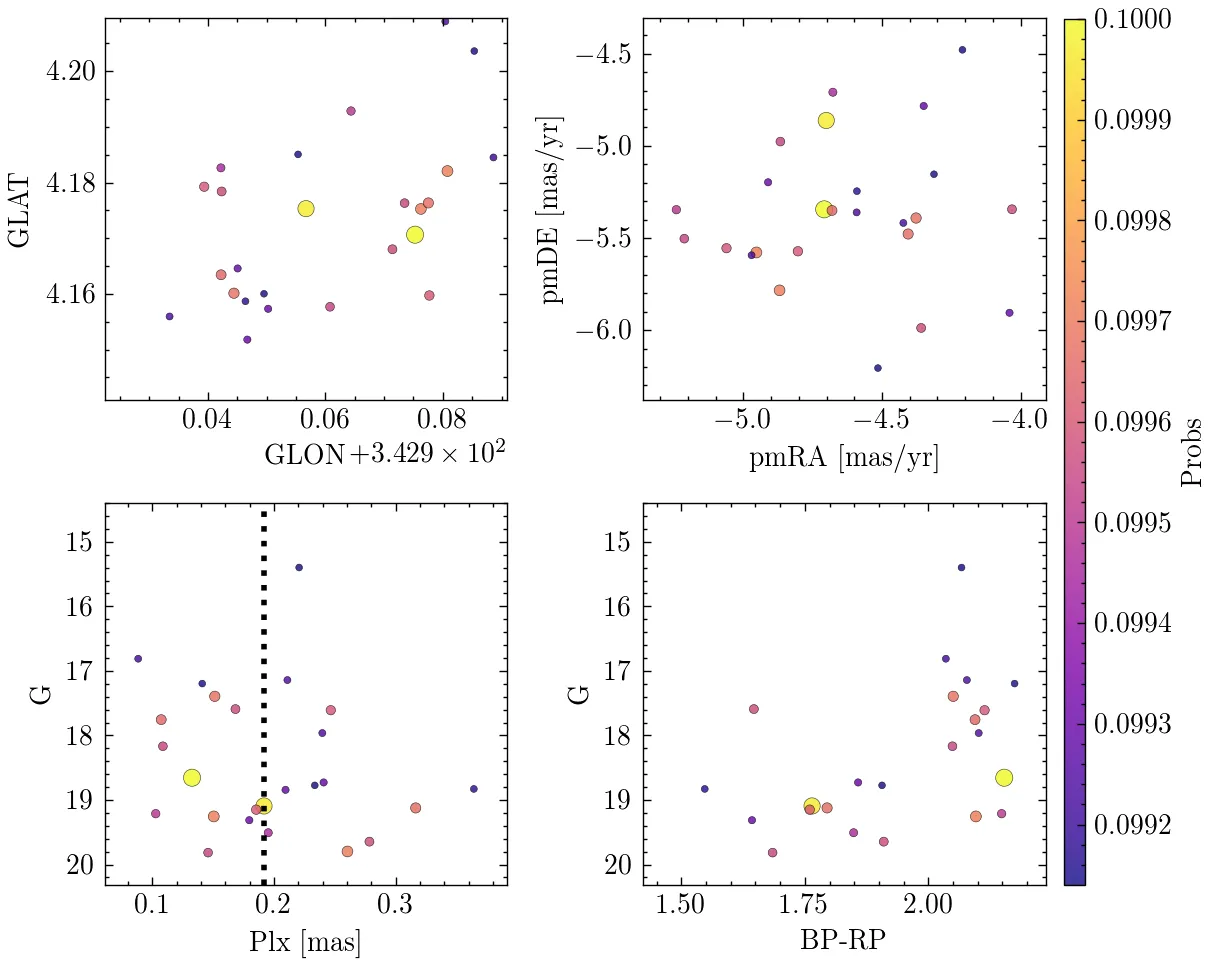 4.20
4.18
4.16
GLAT
0.04 0.06 0.08
GLON+3.429 × 10²
−4.5
−5.0
−5.5
−6.0
pmDE [mas/yr]
−5.0 −4.5 −4.0
pmRA [mas/yr]
15
16
17
18
19
20
G
0.1 0.2 0.3
Plx [mas]
15
16
17
18
19
20
G
1.50 1.75 2.00
BP-RP
0.1000
0.0999
0.0998
0.0997
0.0996
0.0995
0.0994
0.0993
0.0992
Probs